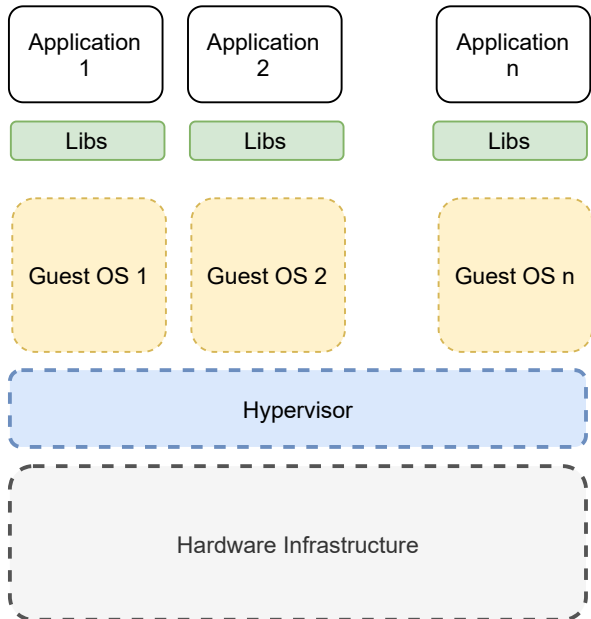 Application
1
Application
2
Application
n
Libs
Libs
Libs
Guest OS 1
Guest OS 2
Guest OS n
Hypervisor
Hardware Infrastructure